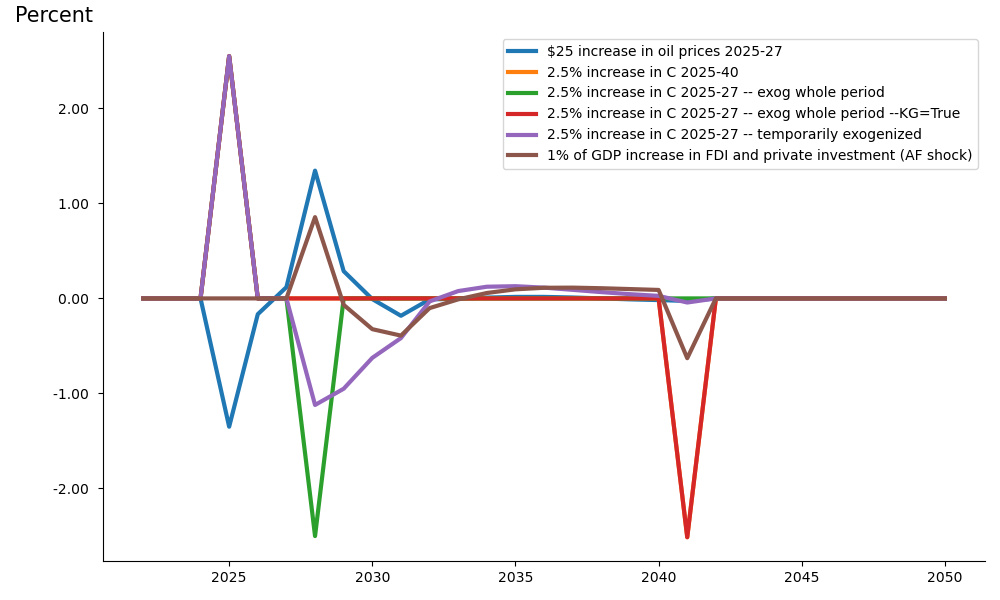 Percent
$25 increase in oil prices 2025-27
2.5% increase in C 2025-40
2.5% increase in C 2025-27 -- exog whole period
2.5% increase in C 2025-27 -- exog whole period --KG=True
2.5% increase in C 2025-27 -- temporarily exogenized
1% of GDP increase in FDI and private investment (AF shock)
2.00
1.00
0.00
-1.00
-2.00
2025 2030 2035 2040 2045 2050